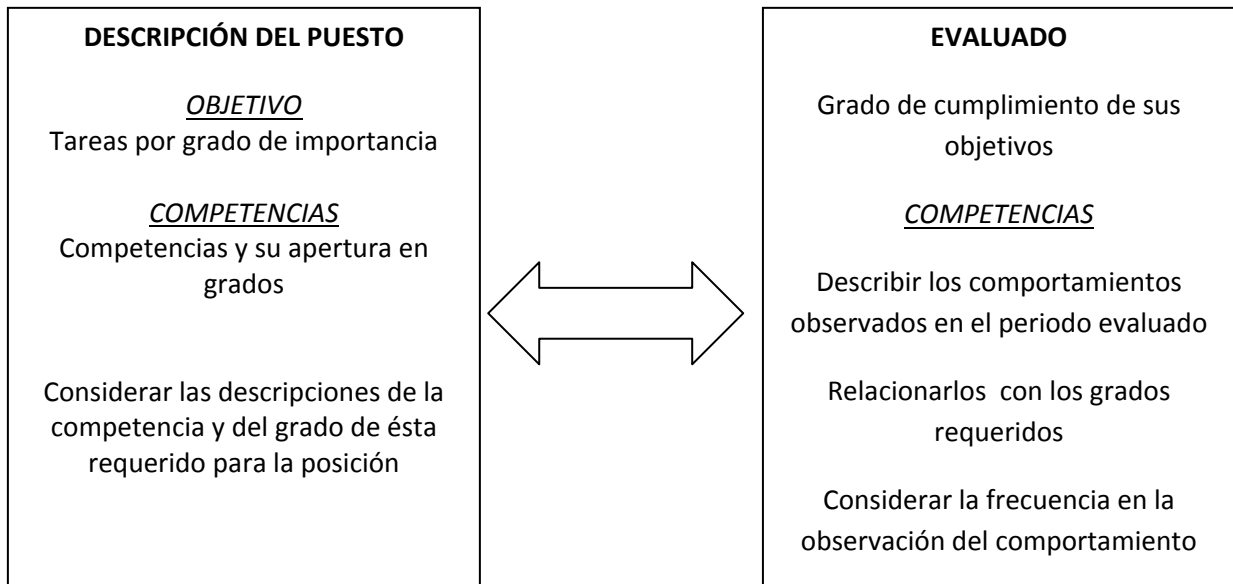 DESCRIPCIÓN DEL PUESTO
OBJETIVO
Tareas por grado de importancia
COMPETENCIAS
Competencias y su apertura en
grados
Considerar las descripciones de la
competencia y del grado de ésta
requerido para la posición
EVALUADO
Grado de cumplimiento de sus
objetivos
COMPETENCIAS
Describir los comportamientos
observados en el periodo evaluado
Relacionarlos con los grados
requeridos
Considerar la frecuencia en la
observación del comportamiento